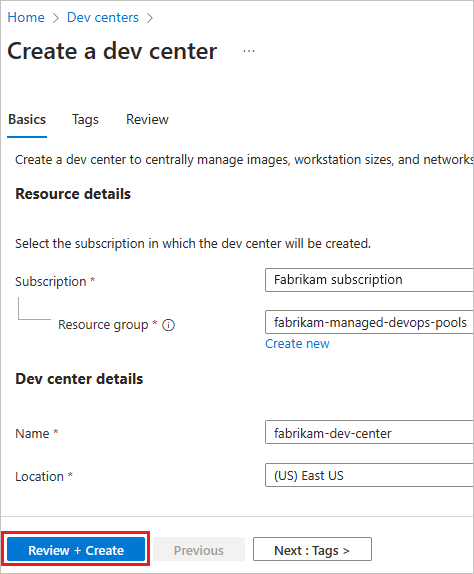 Home > Dev centers >
Create a dev center ...
Basics Tags Review
Create a dev center to centrally manage images, workstation sizes, and networks
Resource details
Select the subscription in which the dev center will be created.
Subscription * Fabrikam subscription
Resource group * fabrikam-managed-devops-pools
Create new
Dev center details
Name * fabrikam-dev-center
Location * (US) East US
Review + Create Previous Next : Tags >